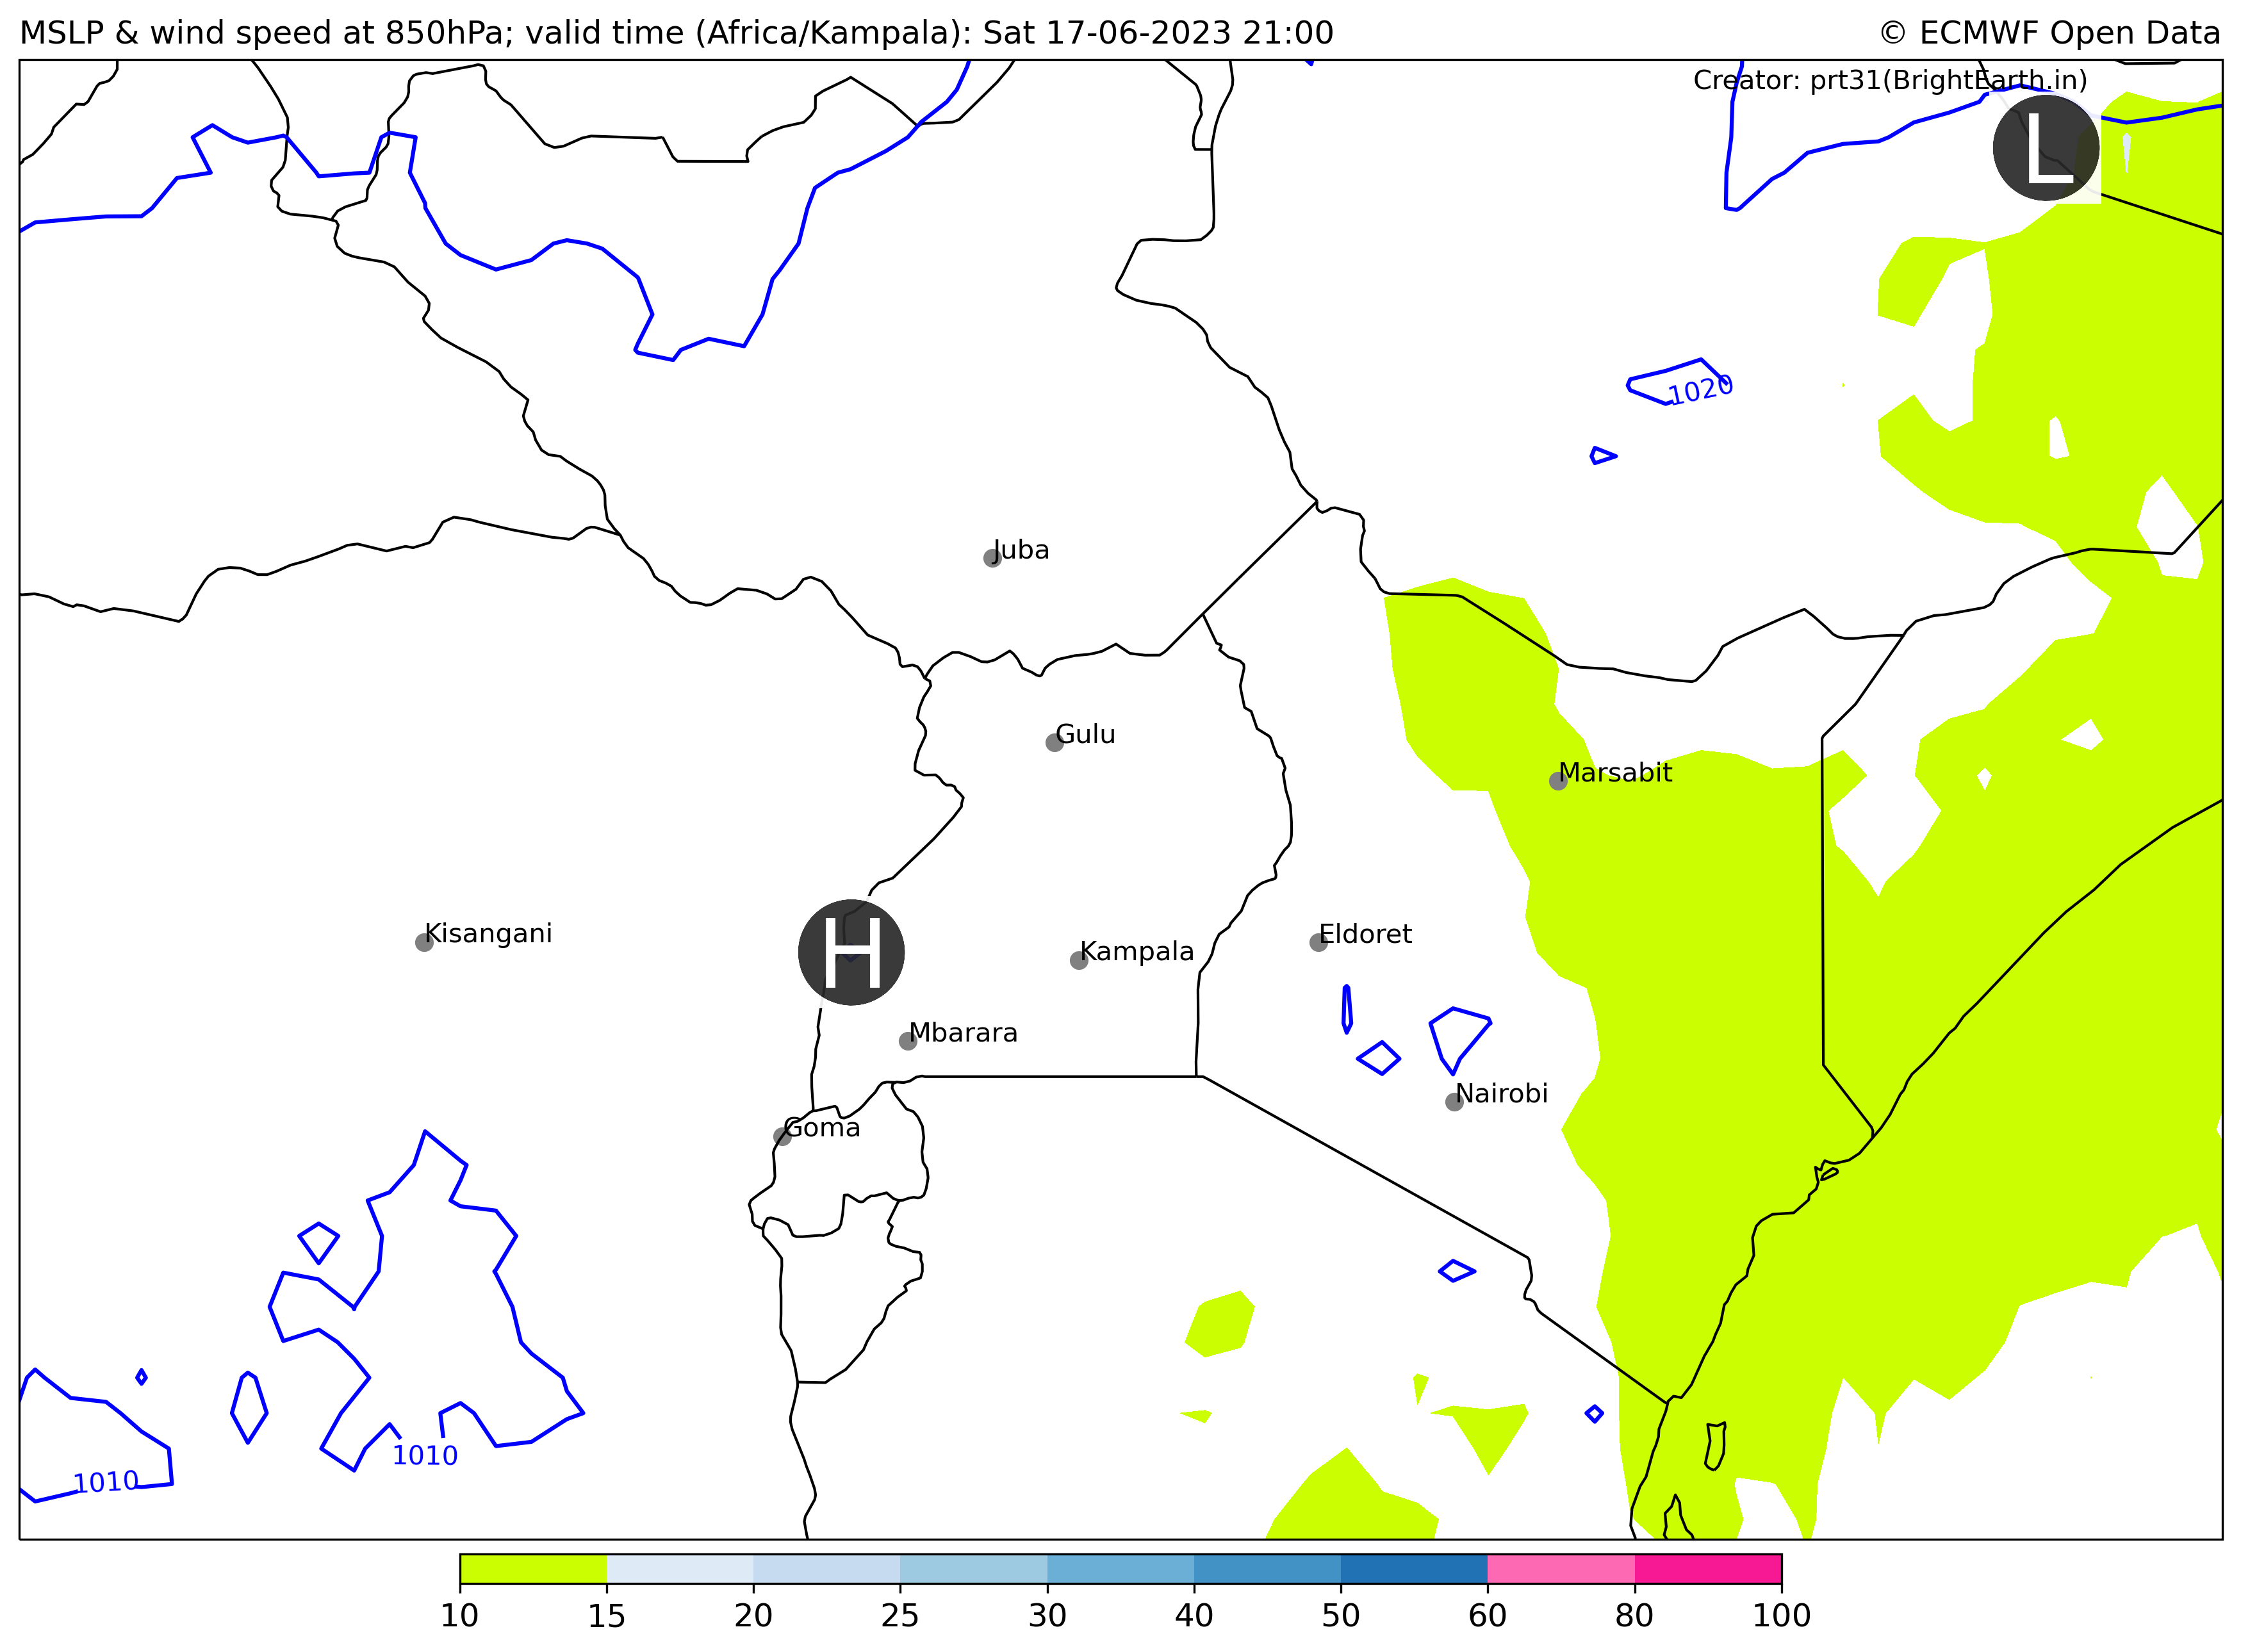 MSLP & wind speed at 850hPa; valid time (Africa/Kampala): Sat 17-06-2023 21:00
© ECMWF Open Data
Creator: prt31(BrightEarth.in)
L
1020
Juba
Gulu
Marsabit
Kisangani
H
Kampala
Eldoret
Mbarara
Nairobi
Goma
1010
1010
10 15 20 25 30 40 50 60 80 100